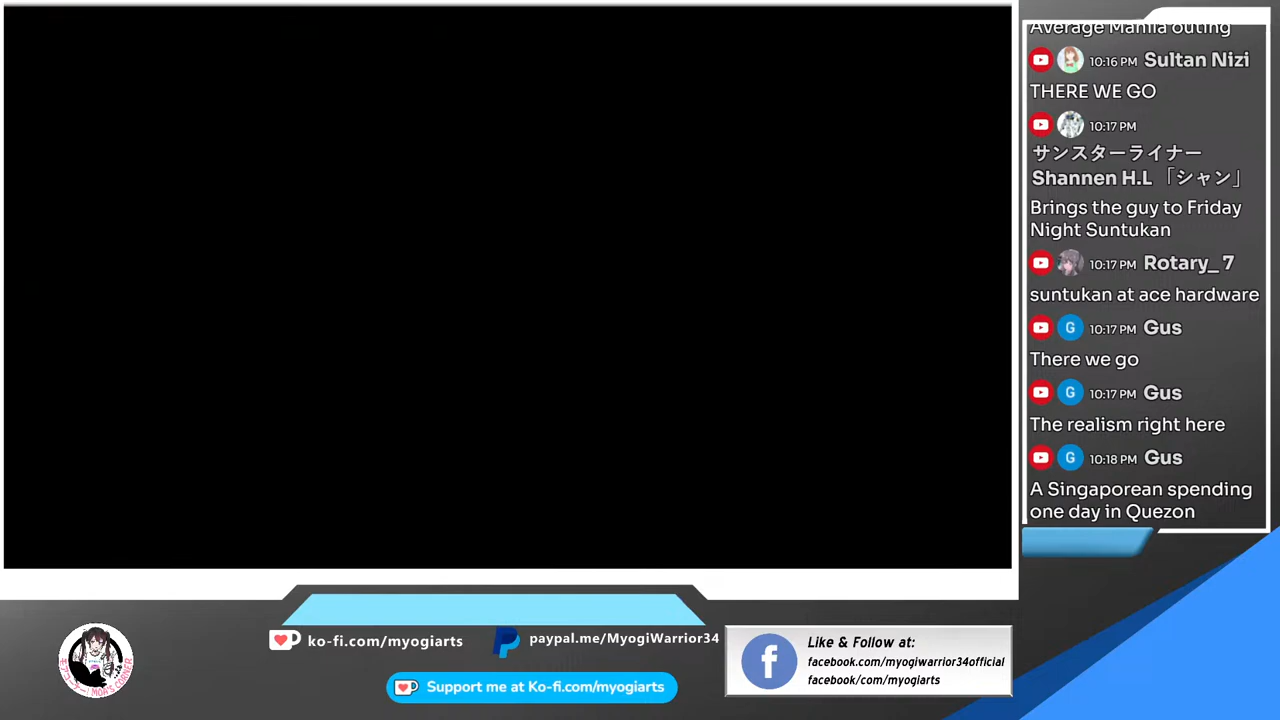 Average Manila outing
10:16 PM Sultan Nizi
THERE WE GO
10:17 PM
サンスターライナー
Shannen H.L「シャン」
Brings the guy to Friday
Night Suntukan
10:17 PM Rotary_7
suntukan at ace hardware
G 10:17 PM Gus
There we go
G 10:17 PM Gus
The realism right here
G 10:18 PM Gus
A Singaporean spending
one day in Quezon
ko-fi.com/myogiarts
paypal.me/MyogiWarrior34
Support me at Ko-fi.com/myogiarts
Like & Follow at:
facebook.com/myogiwarrior34official
facebook/com/myogiarts